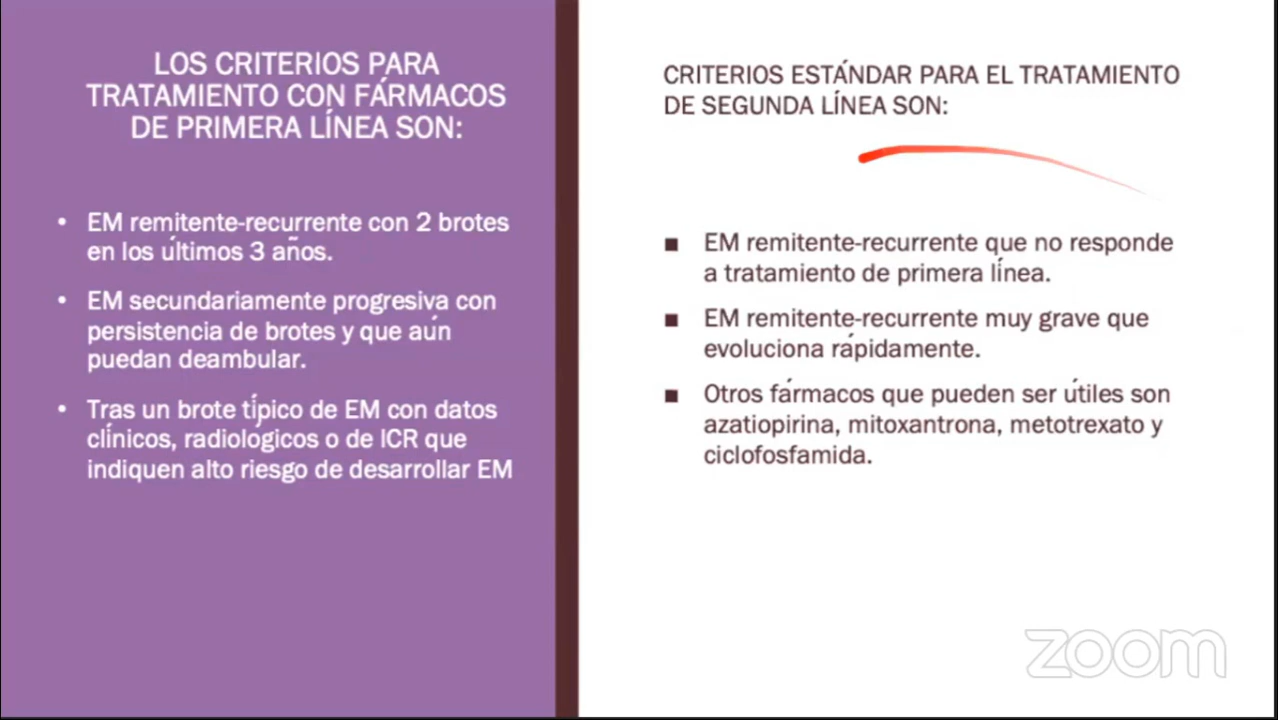 LOS CRITERIOS PARA
TRATAMIENTO CON FÁRMACOS
DE PRIMERA LÍNEA SON:
• EM remitente-recurrente con 2 brotes
en los últimos 3 años.
• EM secundariamente progresiva con
persistencia de brotes y que aún
puedan deambular.
• Tras un brote típico de EM con datos
clínicos, radiologicos o de lCR que
indiquen alto riesgo de desarrollar EM
CRITERIOS ESTÁNDAR PARA EL TRATAMIENTO
DE SEGUNDA LÍNEA SON:
■ EM remitente-recurrente que no responde
a tratamiento de primera línea.
■ EM remitente-recurrente muy grave que
evoluciona rápidamente.
■ Otros fármacos que pueden ser útiles son
azatiopirina, mitoxantrona, metotrexato y
ciclofosfamida.
zoom